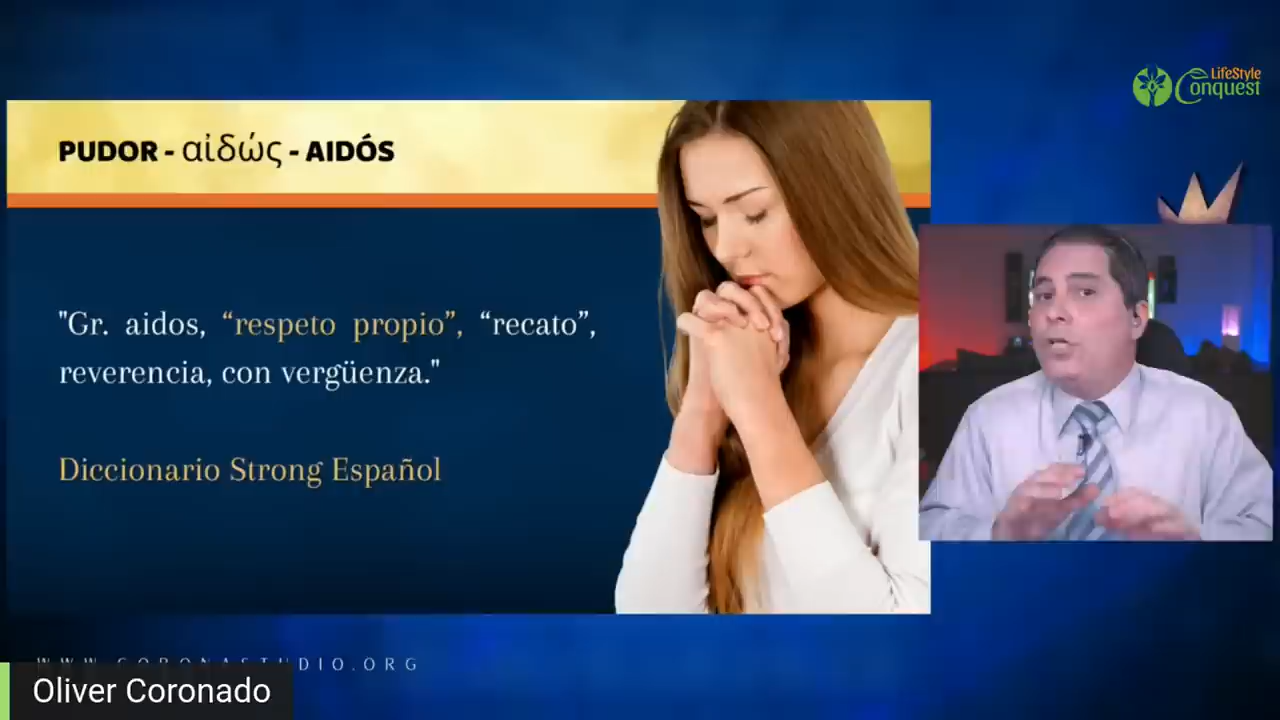 LifeStyle
Conquest
PUDOR - αἰδώς - AIDÓS
"Gr. aidos, “respeto propio”, “recato”,
reverencia, con vergüenza."
Diccionario Strong Español
WWW.CORONASTUDIO.ORG
Oliver Coronado